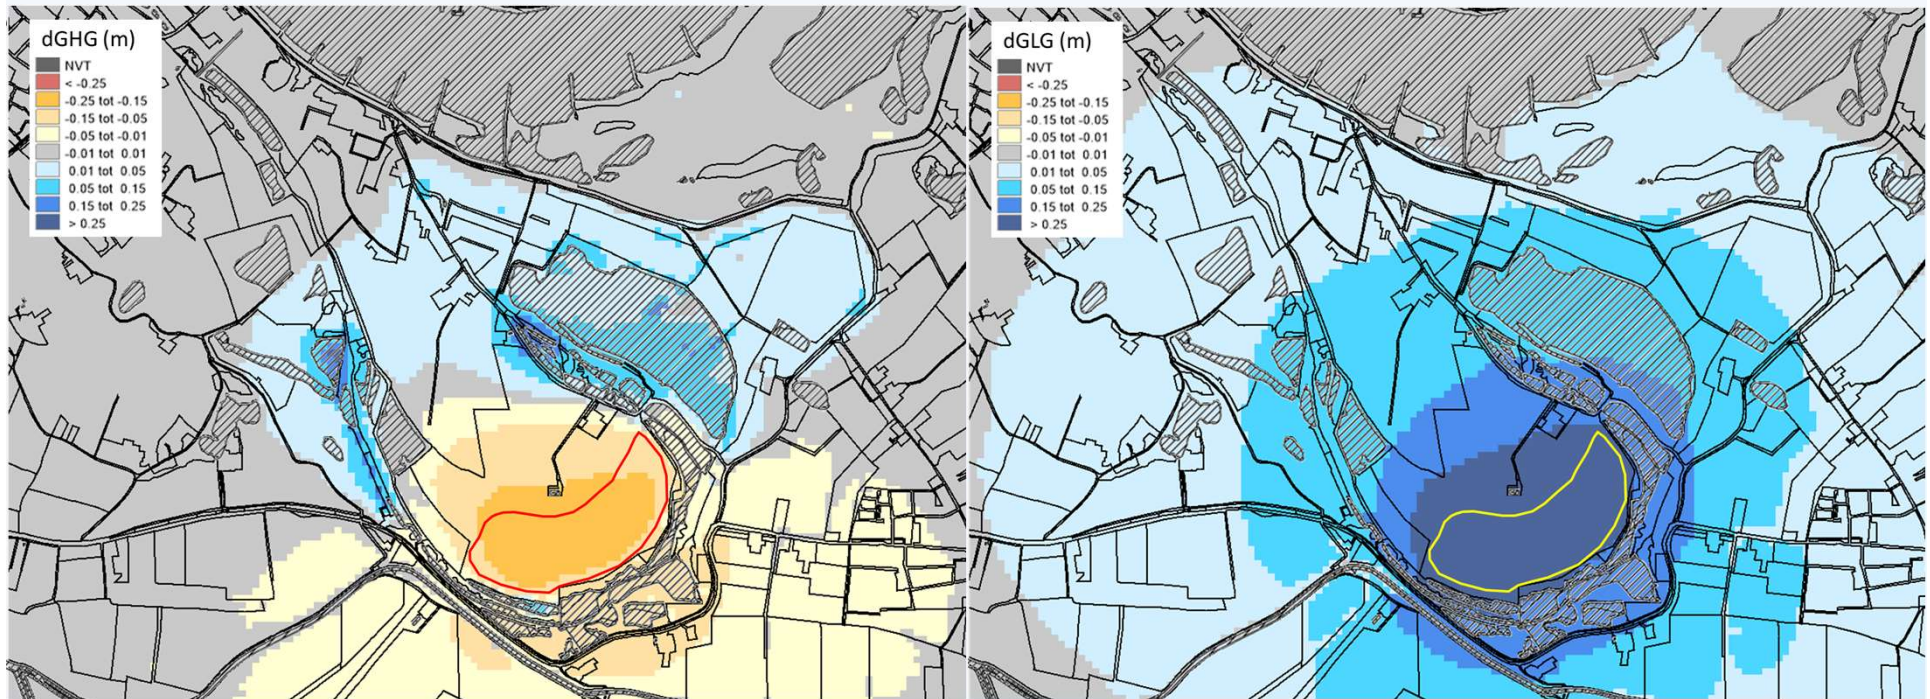 dGHG (m)
NVT
< -0.25
-0.25 tot -0.15
-0.15 tot -0.05
-0.05 tot -0.01
-0.01 tot 0.01
0.01 tot 0.05
0.05 tot 0.15
0.15 tot 0.25
> 0.25
dGLG (m)
NVT
< -0.25
-0.25 tot -0.15
-0.15 tot -0.05
-0.05 tot -0.01
-0.01 tot 0.01
0.01 tot 0.05
0.05 tot 0.15
0.15 tot 0.25
> 0.25